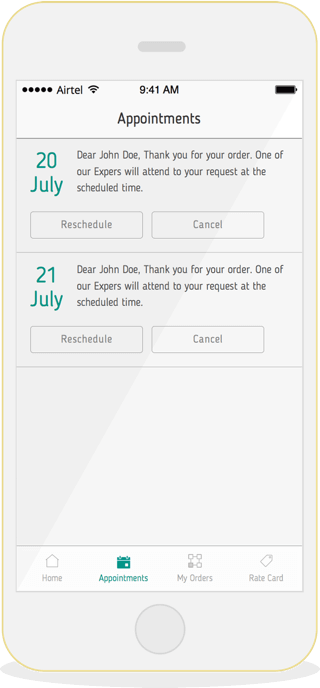 Airtel 9:41 AM
Appointments
20 July
Dear John Doe, Thank you for your order. One of
our Expers will attend to your request at the
scheduled time.
Reschedule Cancel
21 July
Dear John Doe, Thank you for your order. One of
our Expers will attend to your request at the
scheduled time.
Reschedule Cancel
Home Appointments My Orders Rate Card